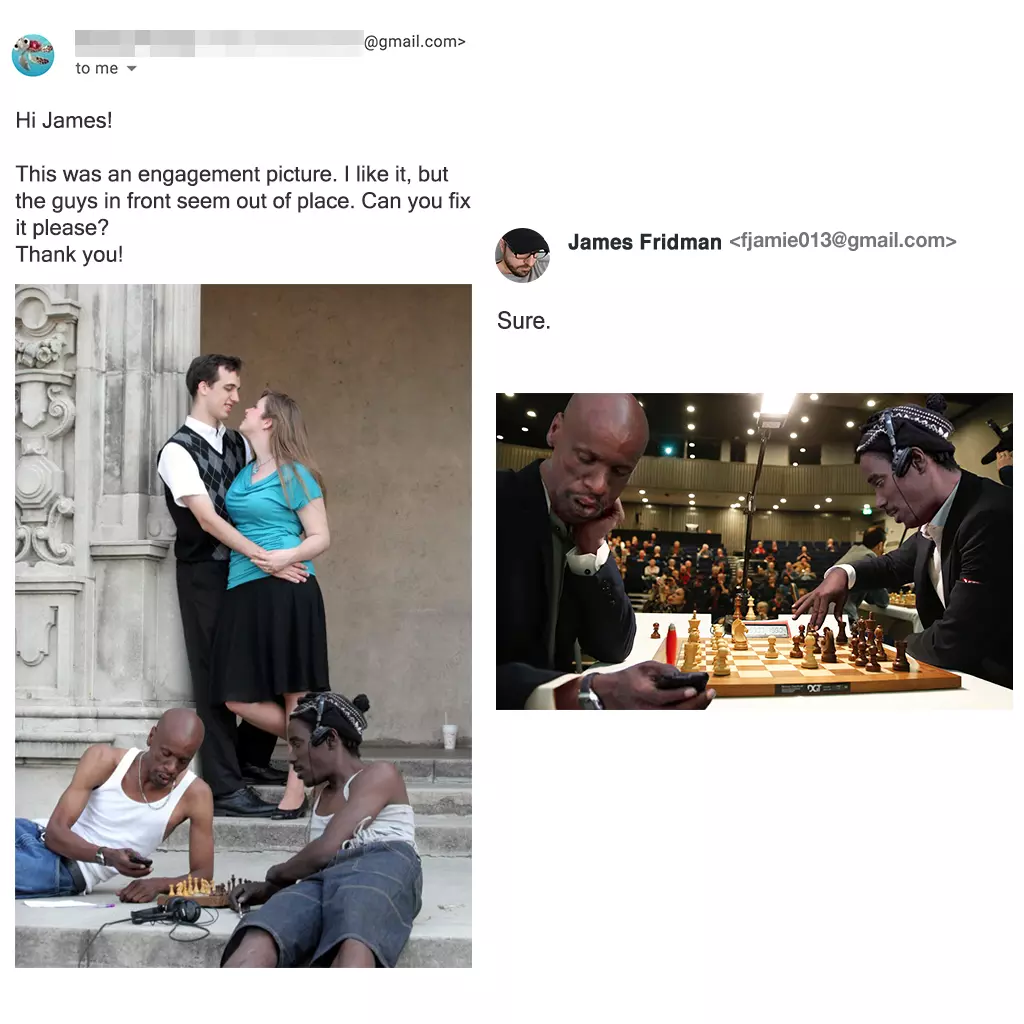 @gmail.com>
to me
Hi James!
This was an engagement picture. I like it, but
the guys in front seem out of place. Can you fix
it please?
Thank you!
James Fridman <fjamie013@gmail.com>
Sure.
DGT